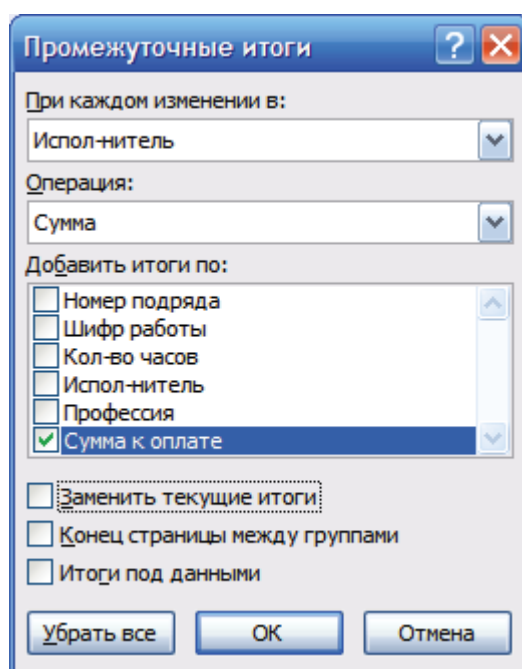 Промежуточные итоги
При каждом изменении в:
Испол-нитель
Операция:
Сумма
Добавить итоги по:
Номер подряда
Шифр работы
Кол-во часов
Испол-нитель
Профессия
Сумма к оплате
Заменить текущие итоги
Конец страницы между группами
Итоги под данными
Убрать все ОК Отмена